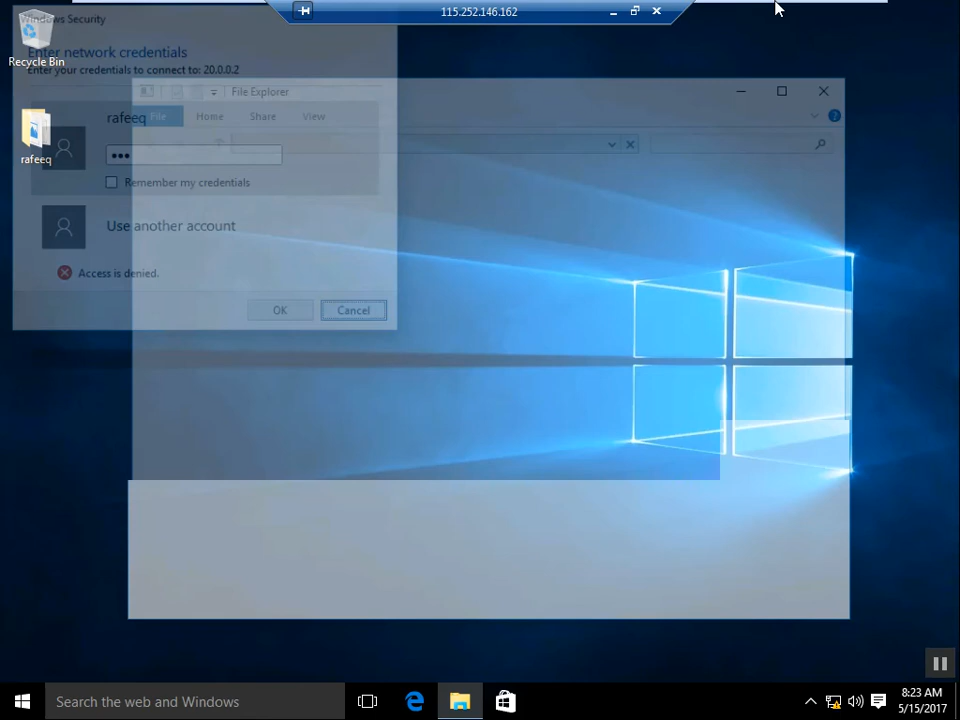 115.252.146.162
Windows Security
Recycle Bin
Enter network credentials
Enter your credentials to connect to: 20.0.0.2
File Explorer
rafeeq
File
Home
Share
View
rafeeq
Remember my credentials
Use another account
Access is denied.
OK
Cancel
Search the web and Windows
8:23 AM
5/15/2017